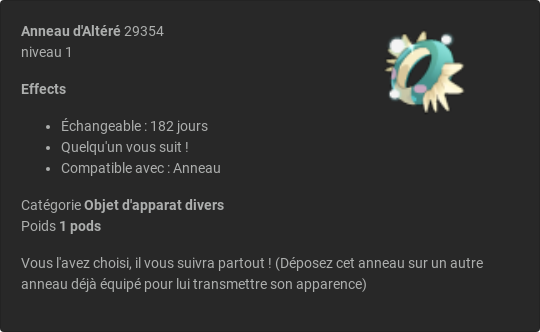 Anneau d'Altéré 29354
niveau 1
Effects
• Échangeable : 182 jours
• Quelqu'un vous suit !
• Compatible avec : Anneau
Catégorie Objet d'apparat divers
Poids 1 pods
Vous l'avez choisi, il vous suivra partout ! (Déposez cet anneau sur un autre
anneau déjà équipé pour lui transmettre son apparence)